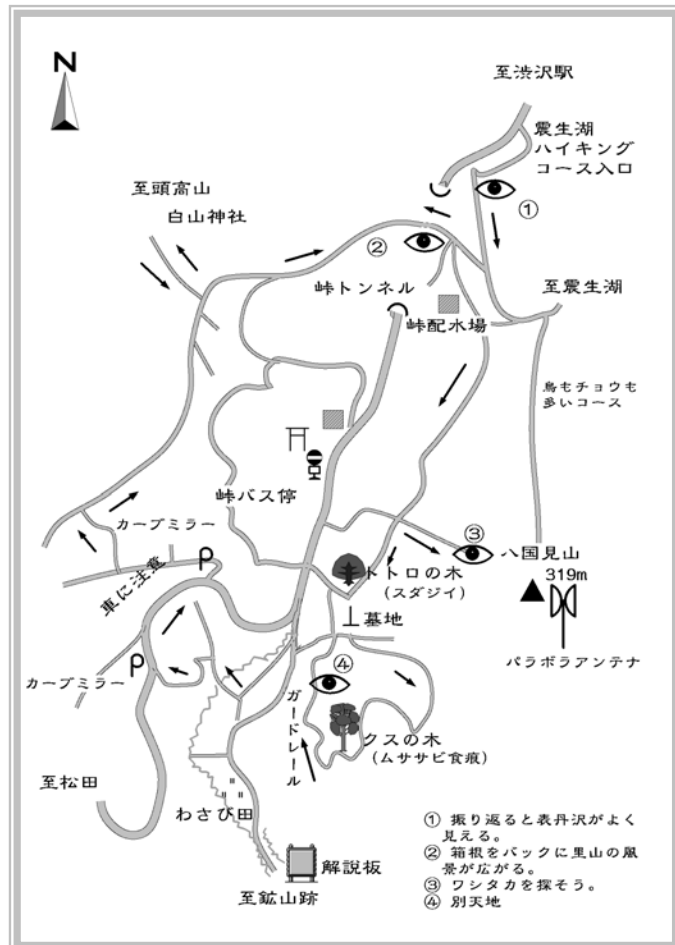 N
至渋沢駅
震生湖
ハイキング
コース入口
至頭高山
白山神社
①
②
至震生湖
峠トンネル
峠配水場
鳥もチョウも
多いコース
峠バス停
カーブミラー
③
八国見山
319m
車に注意
トトロの木
(スダジイ)
墓地
パラボラアンテナ
④
カーブミラー
ガードレール
クスの木
(ムササビ食痕)
至松田
わさび田
解説板
至鉱山跡
① 振り返ると表丹沢がよく
見える。
② 箱根をバックに里山の風
景が広がる。
③ ワシタカを探そう。
④ 別天地